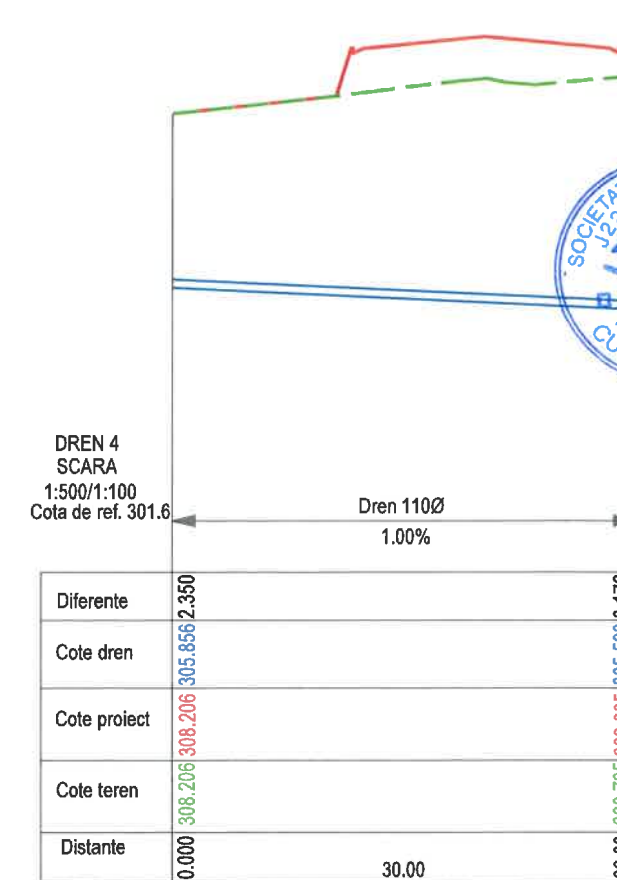 DREN 4
SCARA
1:500/1:100
Cota de ref. 301.6
Dren 110Ø
1.00%
Diferente 2.350
Cote dren 305.856
Cote proiect 308.206
Cote teren 308.206
Distante 0.000 30.00
SOCIETA